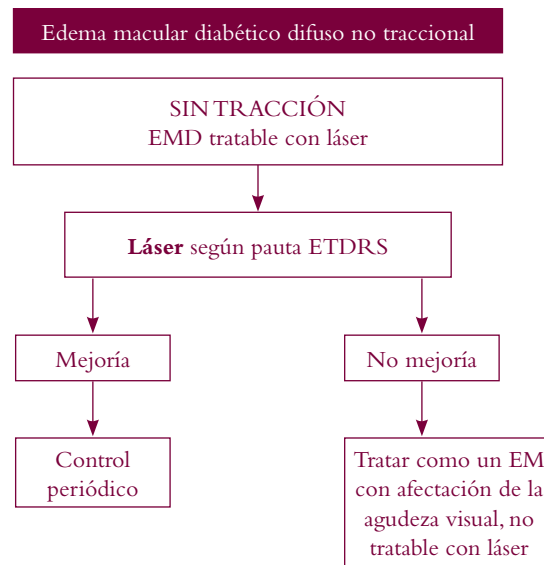 Edema macular diabético difuso no traccional
SIN TRACCIÓN
EMD tratable con láser
Láser según pauta ETDRS
Mejoría
No mejoría
Control
periódico
Tratar como un EM
con afectación de la
agudeza visual, no
tratable con láser